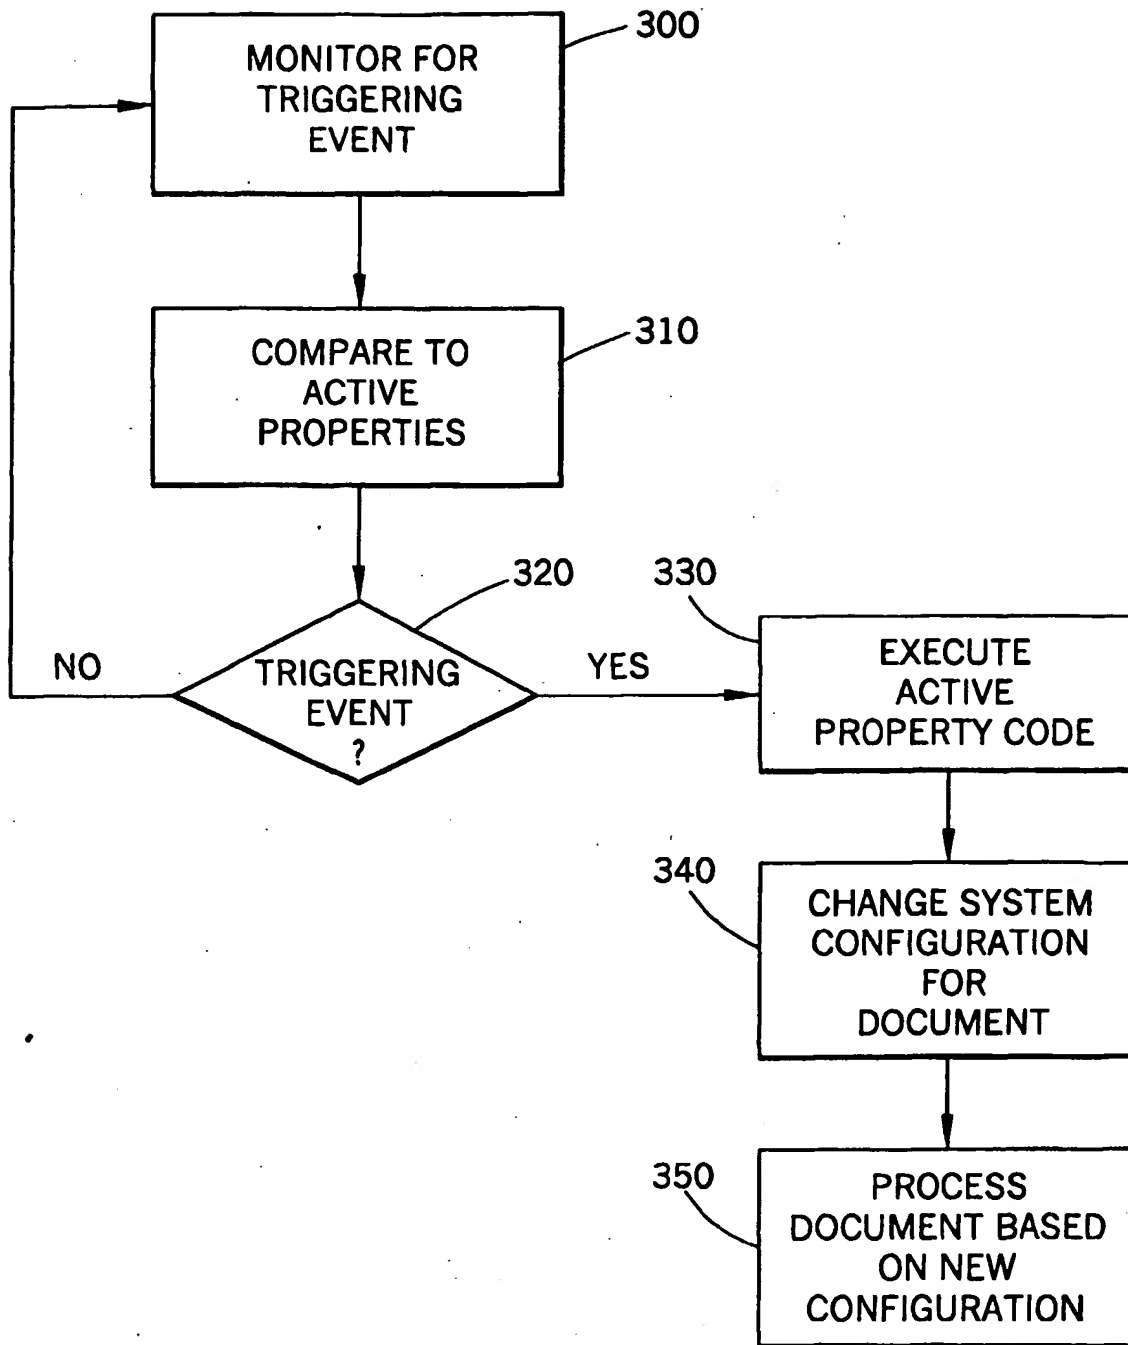 300
MONITOR FOR
TRIGGERING
EVENT
310
COMPARE TO
ACTIVE
PROPERTIES
320
TRIGGERING
EVENT
?
NO
YES
330
EXECUTE
ACTIVE
PROPERTY CODE
340
CHANGE SYSTEM
CONFIGURATION
FOR
DOCUMENT
350
PROCESS
DOCUMENT BASED
ON NEW
CONFIGURATION